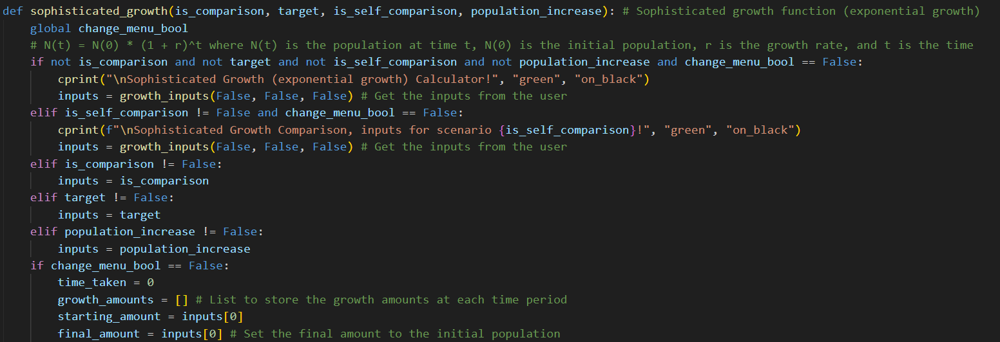 def sophisticated_growth(is_comparison, target, is_self_comparison, population_increase): # Sophisticated growth function (exponential growth)
    global change_menu_bool
    # N(t) = N(0) * (1 + r)^t where N(t) is the population at time t, N(0) is the initial population, r is the growth rate, and t is the time
    if not is_comparison and not target and not is_self_comparison and not population_increase and change_menu_bool == False:
        cprint("\nSophisticated Growth (exponential growth) Calculator!", "green", "on_black")
        inputs = growth_inputs(False, False, False) # Get the inputs from the user
    elif is_self_comparison != False and change_menu_bool == False:
        cprint(f"\nSophisticated Growth Comparison, inputs for scenario {is_self_comparison}!", "green", "on_black")
        inputs = growth_inputs(False, False, False) # Get the inputs from the user
    elif is_comparison != False:
        inputs = is_comparison
    elif target != False:
        inputs = target
    elif population_increase != False:
        inputs = population_increase
    if change_menu_bool == False:
        time_taken = 0
        growth_amounts = [] # List to store the growth amounts at each time period
        starting_amount = inputs[0]
        final_amount = inputs[0] # Set the final amount to the initial population